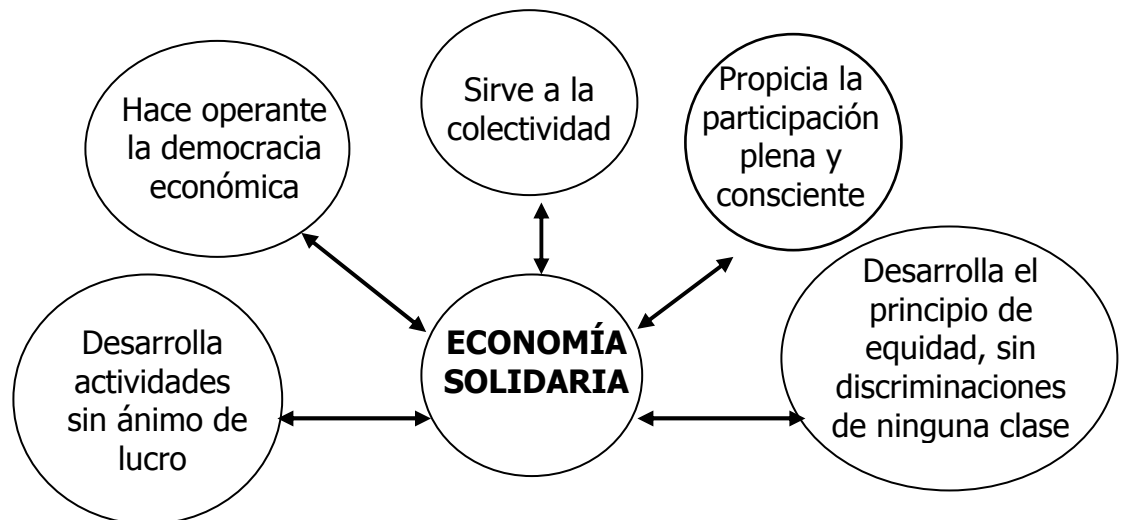 Hace operante
la democracia
económica
Sirve a la
colectividad
Propicia la
participación
plena y
consciente
Desarrolla
actividades
sin ánimo de
lucro
ECONOMÍA
SOLIDARIA
Desarrolla el
principio de
equidad, sin
discriminaciones
de ninguna clase